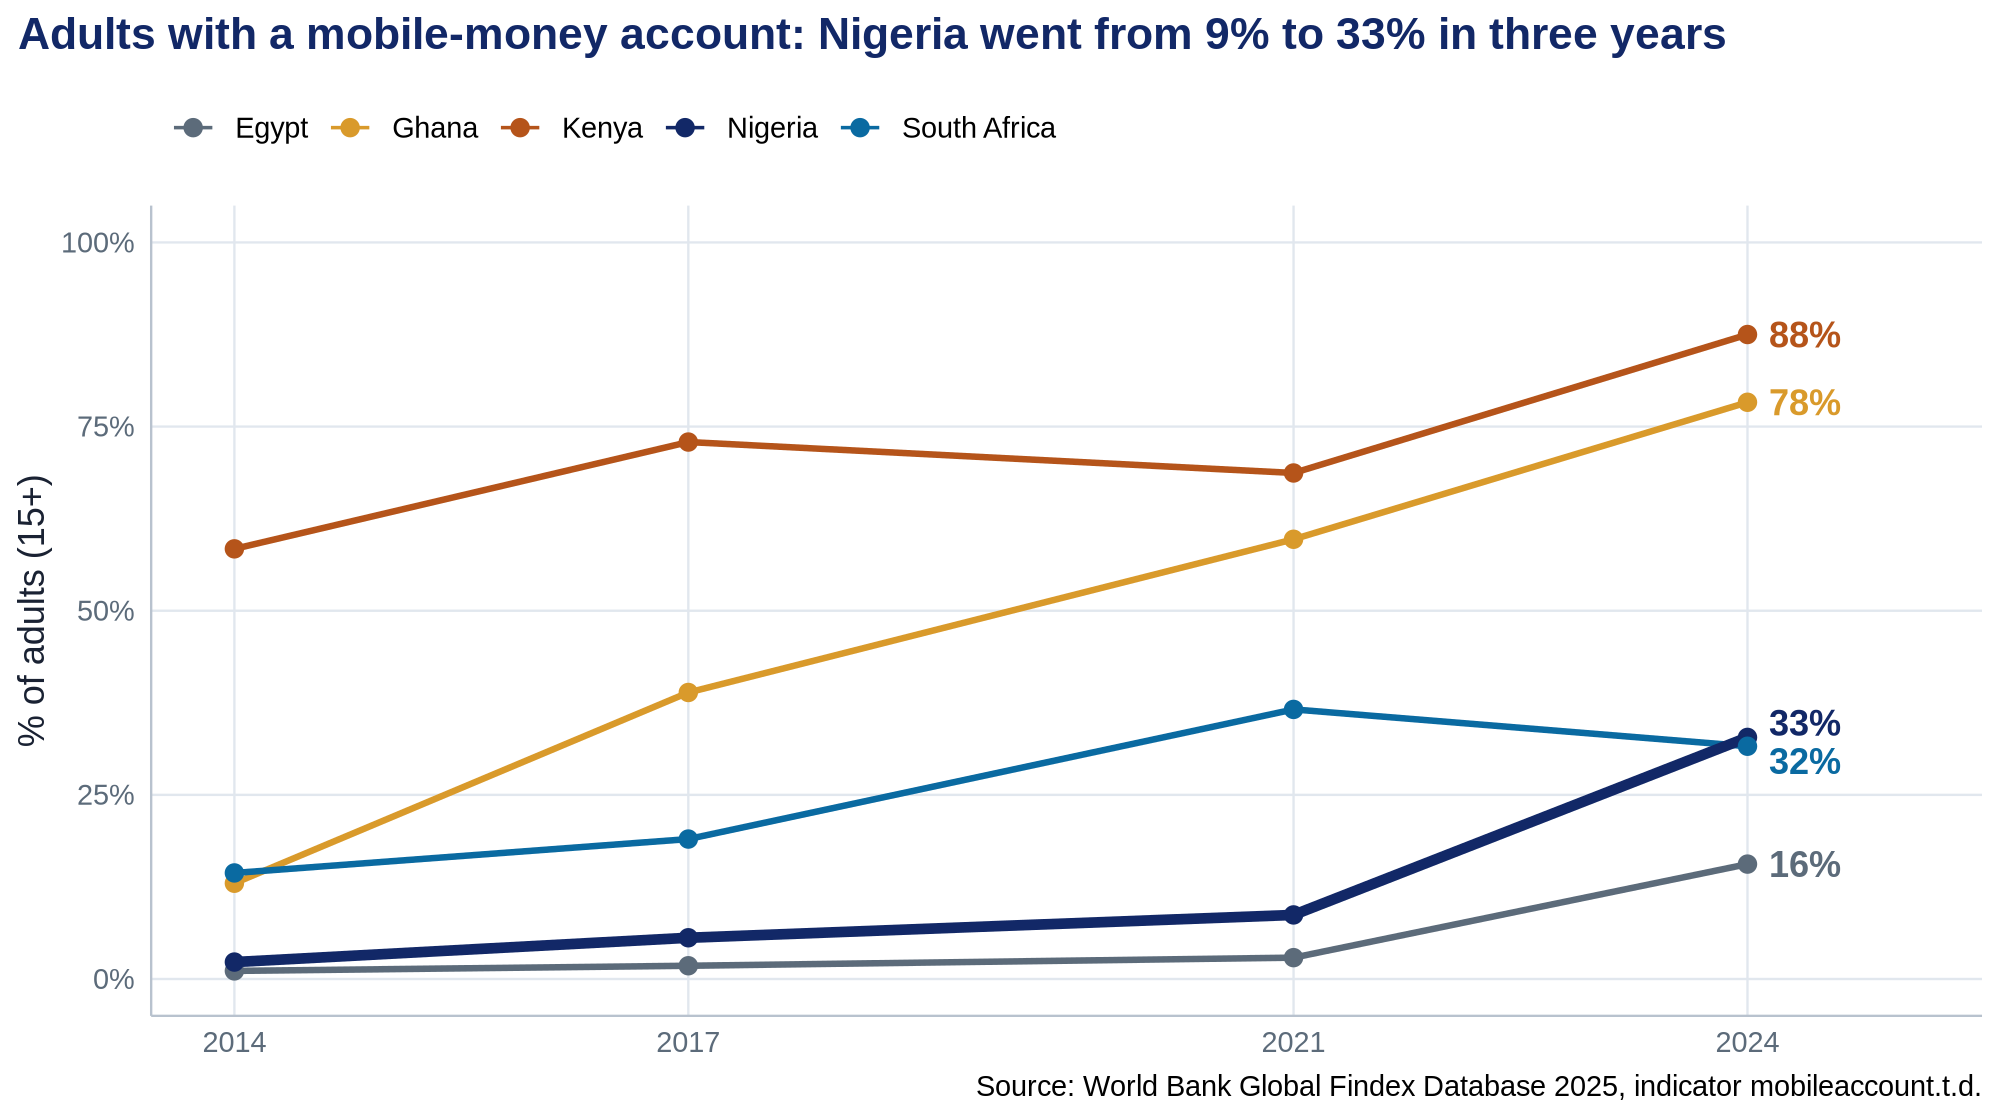 Adults with a mobile-money account: Nigeria went from 9% to 33% in three years
Egypt Ghana Kenya Nigeria South Africa
% of adults (15+)
100%
75%
50%
25%
0%
88%
78%
33%
32%
16%
2014 2017 2021 2024
Source: World Bank Global Findex Database 2025, indicator mobileaccount.t.d.